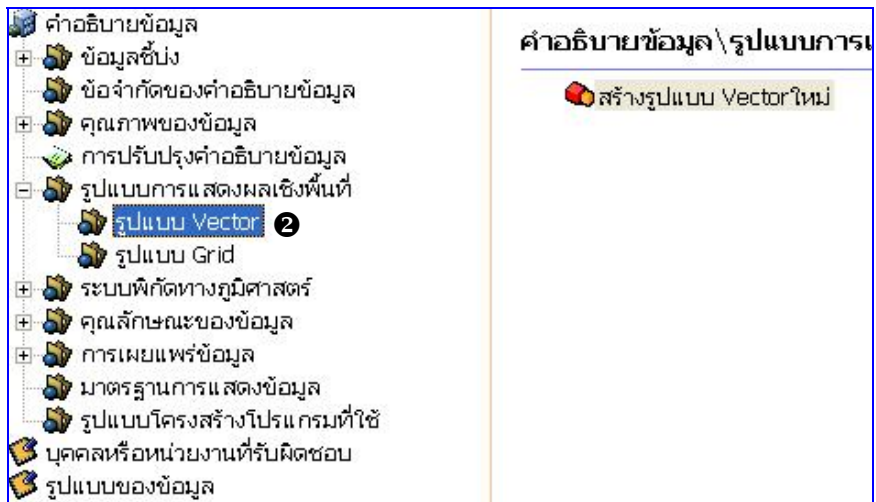 คำอธิบายข้อมูล
ข้อมูลชี้บ่ง
ข้อจำกัดของคำอธิบายข้อมูล
คุณภาพของข้อมูล
การปรับปรุงคำอธิบายข้อมูล
รูปแบบการแสดงผลเชิงพื้นที่
รูปแบบ Vector ❷
รูปแบบ Grid
ระบบพิกัดทางภูมิศาสตร์
คุณลักษณะของข้อมูล
การเผยแพร่ข้อมูล
มาตรฐานการแสดงข้อมูล
รูปแบบโครงสร้างโปรแกรมที่ใช้
บุคคลหรือหน่วยงานที่รับผิดชอบ
รูปแบบของข้อมูล
คำอธิบายข้อมูล\รูปแบบการแ
สร้างรูปแบบ Vectorใหม่